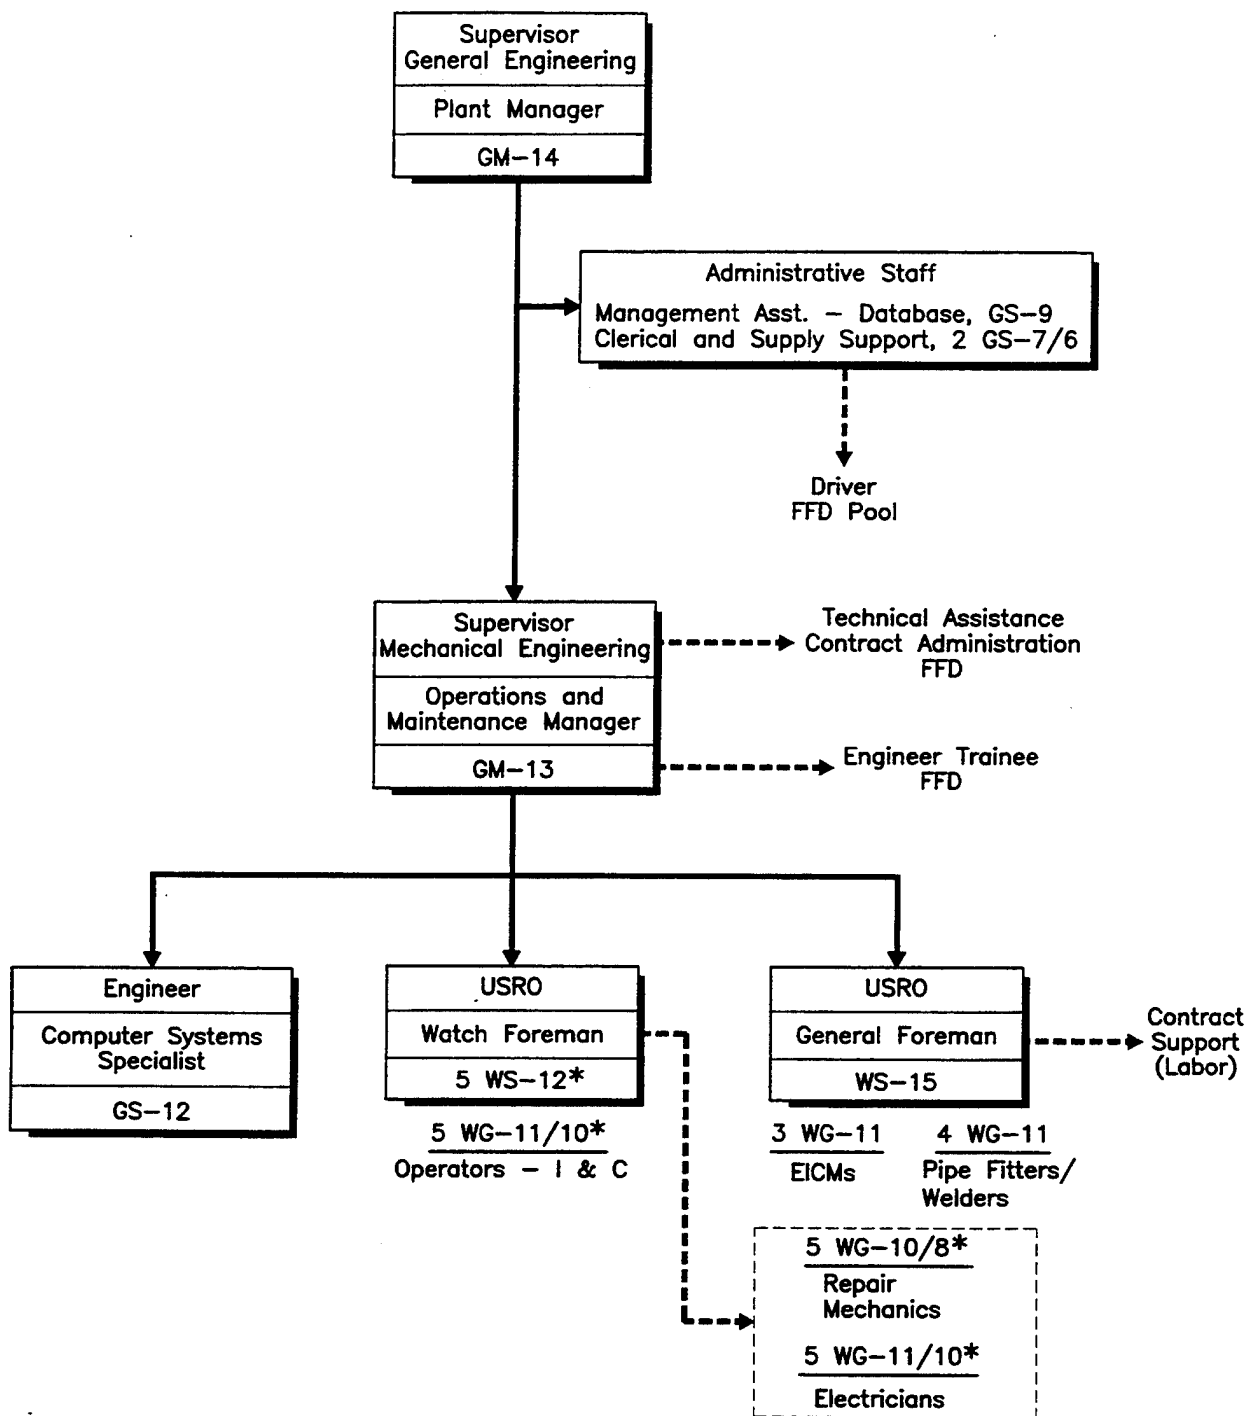 Supervisor
General Engineering
Plant Manager
GM-14
Administrative Staff
Management Asst. - Database, GS-9
Clerical and Supply Support, 2 GS-7/6
Driver
FFD Pool
Supervisor
Mechanical Engineering
Operations and
Maintenance Manager
GM-13
Technical Assistance
Contract Administration
FFD
Engineer Trainee
FFD
Engineer
Computer Systems
Specialist
GS-12
USRO
Watch Foreman
5 WS-12*
5 WG-11/10*
Operators - I & C
USRO
General Foreman
WS-15
Contract
Support
(Labor)
3 WG-11
EICMs
4 WG-11
Pipe Fitters/
Welders
5 WG-10/8*
Repair
Mechanics
5 WG-11/10*
Electricians